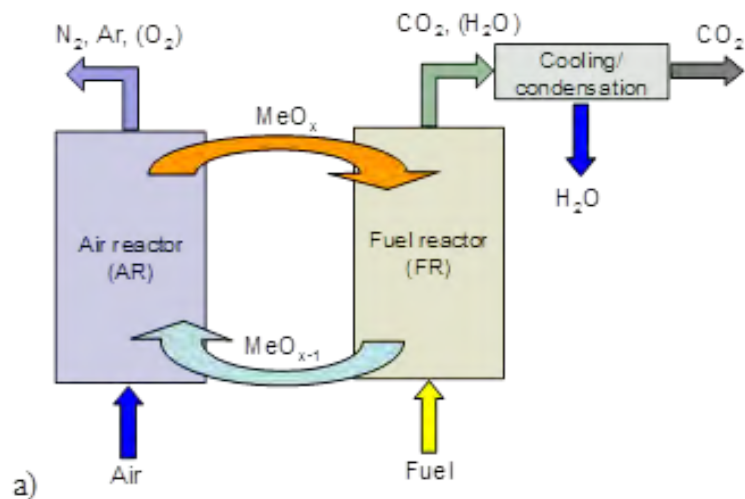 N₂, Ar, (O₂)
CO₂, (H₂O)
Cooling/
condensation
CO₂
MeOₓ
H₂O
Air reactor
(AR)
Fuel reactor
(FR)
MeOₓ₋₁
Air
Fuel
a)